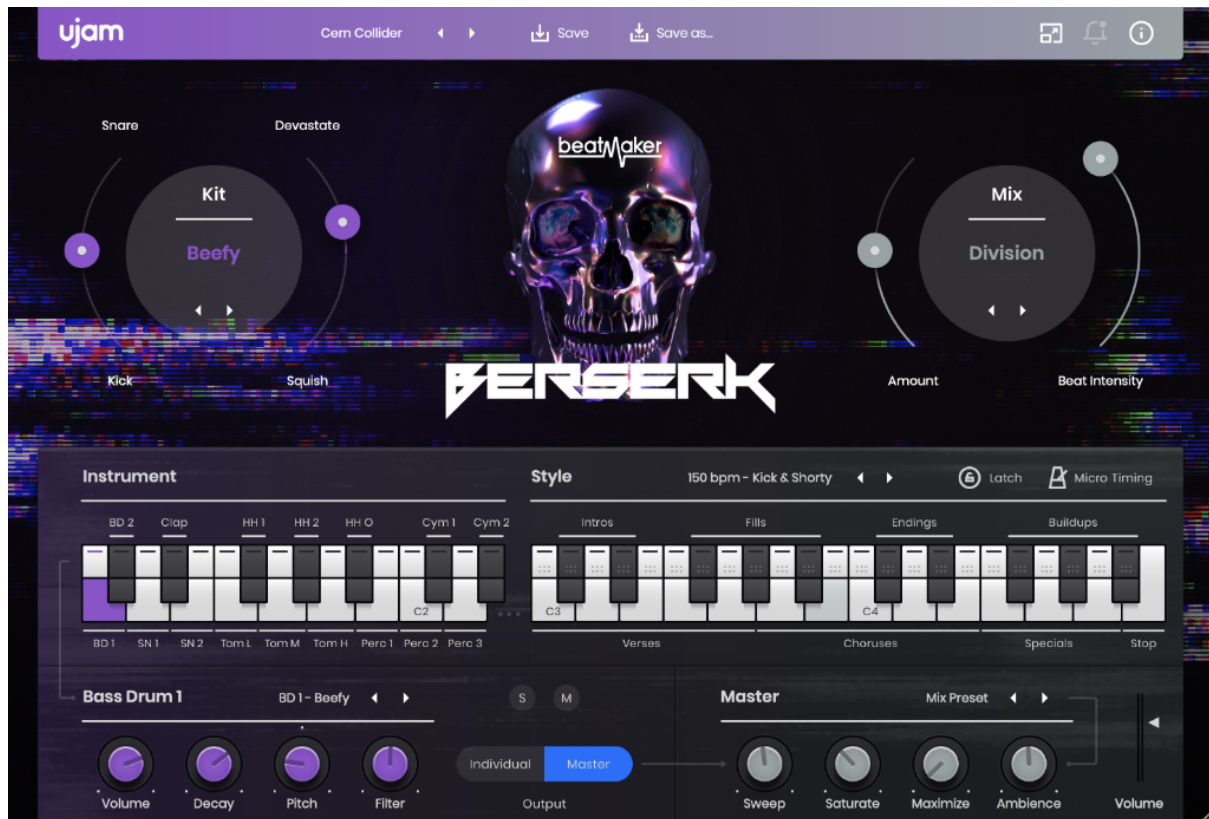 ujam
Cern Collider
Save
Save as...
Snare
Devastate
beatMaker
Kit
Beefy
Mix
Division
Kick
Squish
BERSERK
Amount
Beat Intensity
Instrument
Style
150 bpm - Kick & Shorty
Latch
Micro Timing
BD 2 Clap HH 1 HH 2 HH O Cym 1 Cym 2
Intros Fills Endings Buildups
C2 C3 C4
BD 1 SN 1 SN 2 Tom L Tom M Tom H Perc 1 Perc 2 Perc 3
Verses Choruses Specials Stop
Bass Drum 1
BD 1 - Beefy
S M
Master
Mix Preset
Individual Master
Volume Decay Pitch Filter
Output
Sweep Saturate Maximize Ambience
Volume